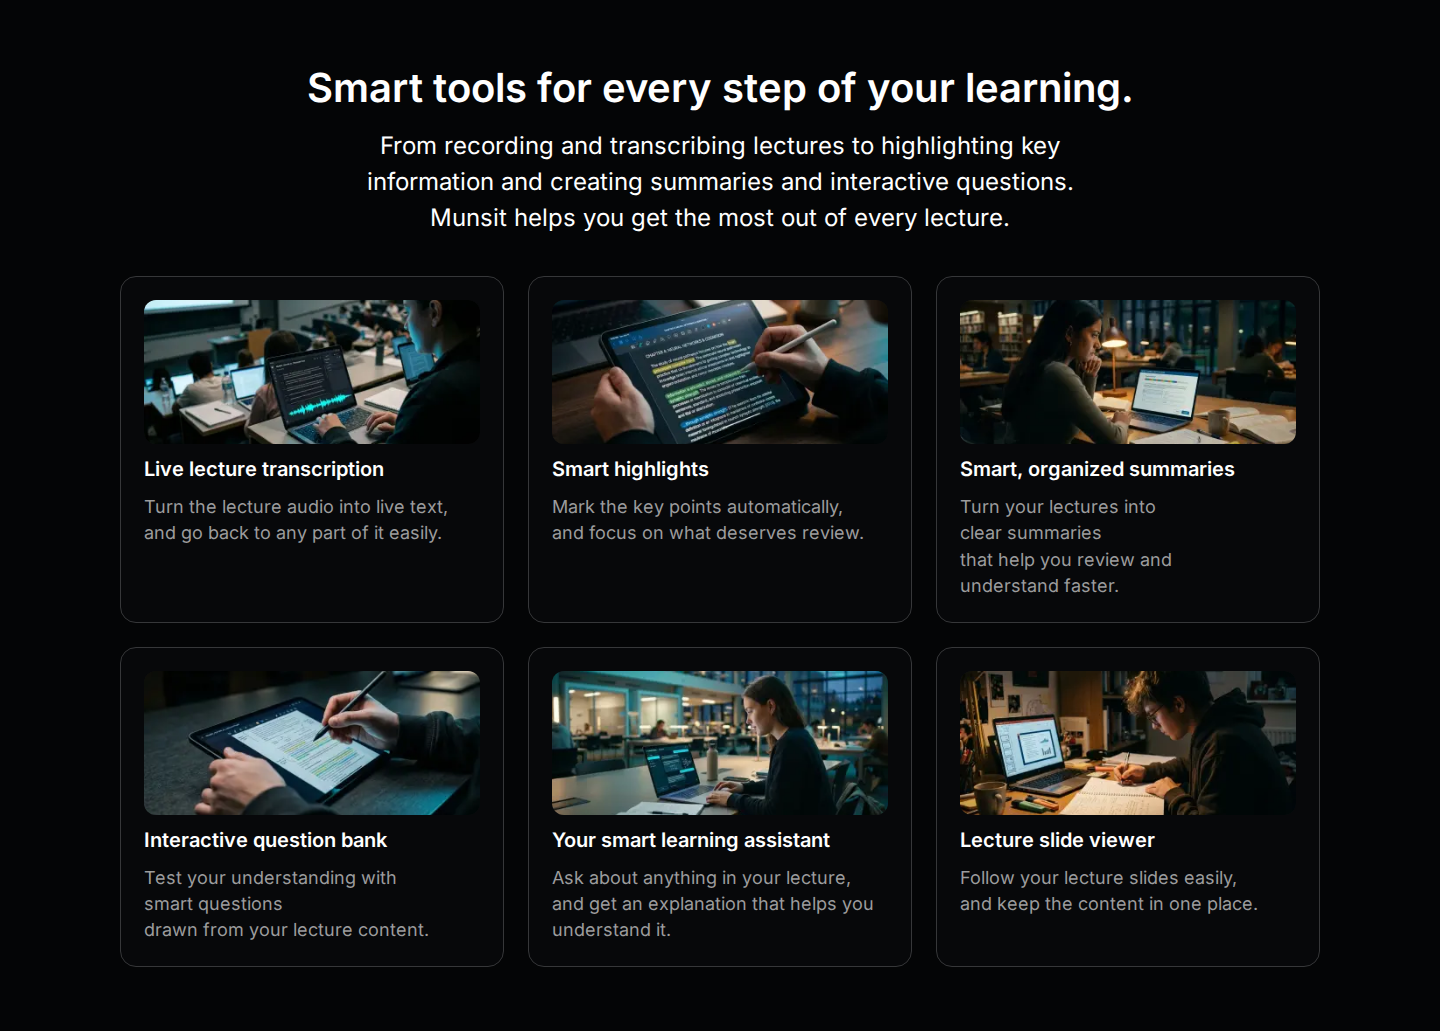 Smart tools for every step of your learning.
From recording and transcribing lectures to highlighting key
information and creating summaries and interactive questions.
Munsit helps you get the most out of every lecture.
CHAPTER 4: NEURAL NETWORKS & COGNITION
Live lecture transcription
Turn the lecture audio into live text,
and go back to any part of it easily.
Smart highlights
Mark the key points automatically,
and focus on what deserves review.
Smart, organized summaries
Turn your lectures into
clear summaries
that help you review and
understand faster.
Interactive question bank
Test your understanding with
smart questions
drawn from your lecture content.
Your smart learning assistant
Ask about anything in your lecture,
and get an explanation that helps you
understand it.
Lecture slide viewer
Follow your lecture slides easily,
and keep the content in one place.